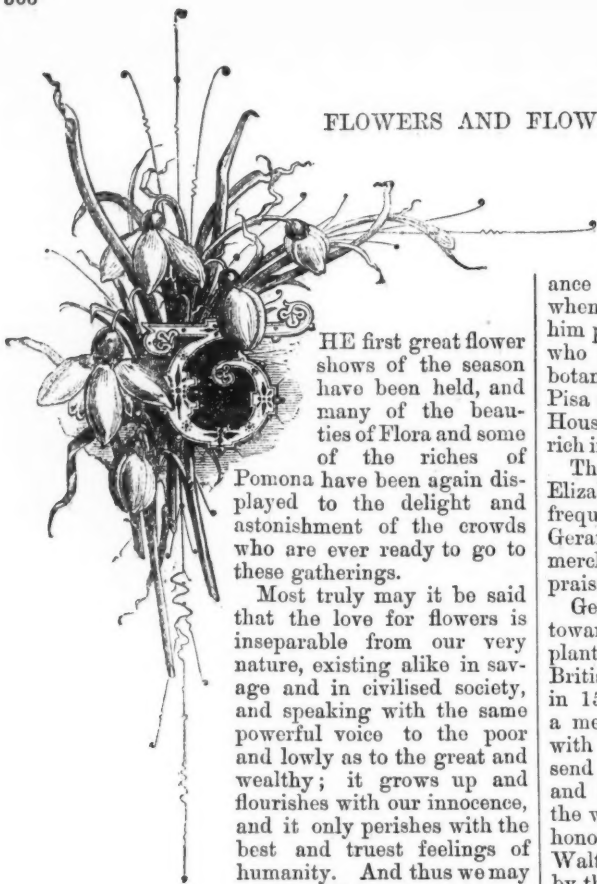 FLOWERS AND FLOW
THE first great flower
shows of the season
have been held, and
many of the beau-
ties of Flora and some
of the riches of
Pomona have been again dis-
played to the delight and
astonishment of the crowds
who are ever ready to go to
these gatherings.
Most truly may it be said
that the love for flowers is
inseparable from our very
nature, existing alike in sav-
age and in civilised society,
and speaking with the same
powerful voice to the poor
and lowly as to the great and
wealthy; it grows up and
flourishes with our innocence,
and it only perishes with the
best and truest feelings of
humanity. And thus we may
ance
when
him p
who
botan
Pisa
Hous
rich i
Th
Eliza
frequ
Gerar
merch
prais
Ge
towar
plant
Britis
in 15
a me
with
send
and
the v
hono
Walt
by th